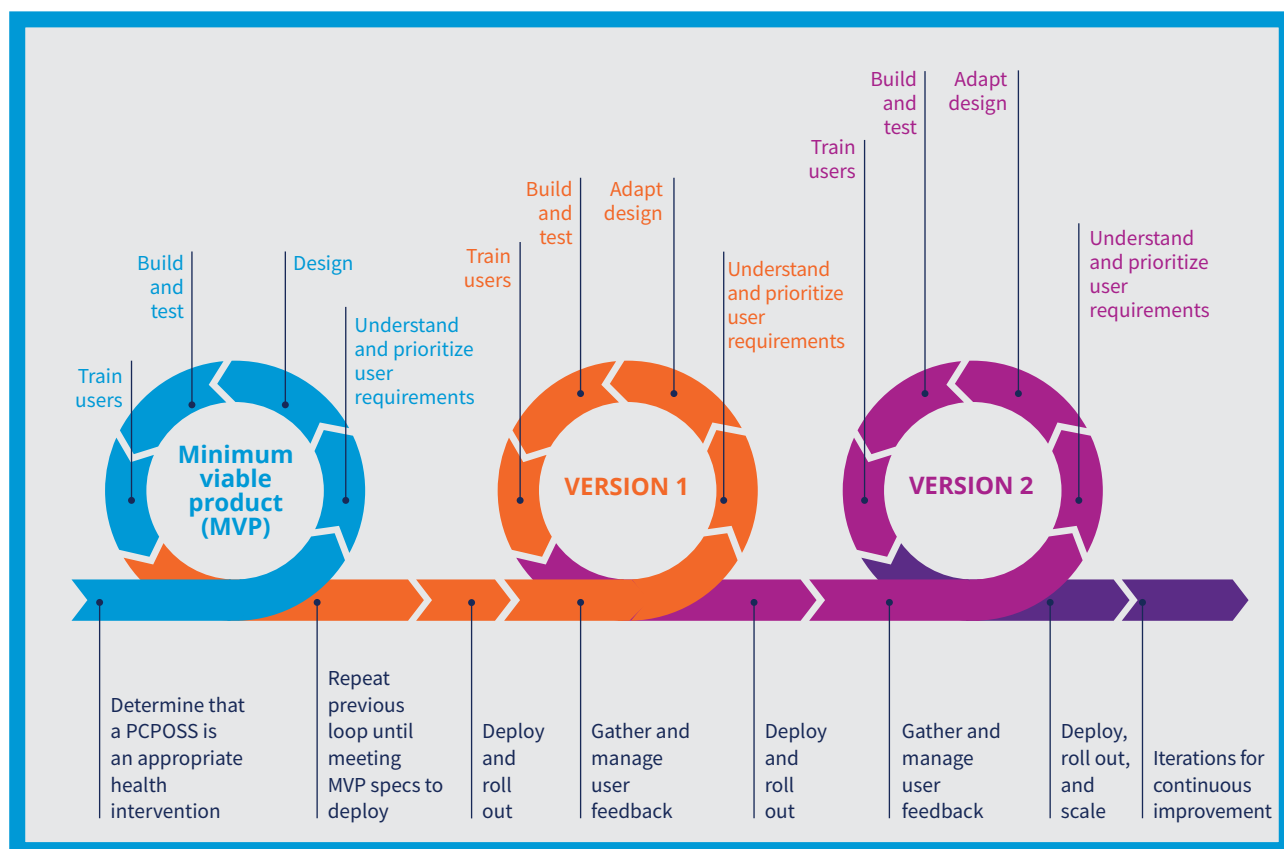 Train
users
Build
and
test
Design
Understand
and prioritize
user
requirements
Minimum
viable
product
(MVP)
Train
users
Build
and
test
Adapt
design
Understand
and prioritize
user
requirements
VERSION 1
Train
users
Build
and
test
Adapt
design
Understand
and prioritize
user
requirements
VERSION 2
Determine that
a PCPOSS is
an appropriate
health
intervention
Repeat
previous
loop until
meeting
MVP specs to
deploy
Deploy
and
roll
out
Gather and
manage
user
feedback
Deploy
and
roll
out
Gather and
manage
user
feedback
Deploy,
roll out,
and
scale
Iterations for
continuous
improvement